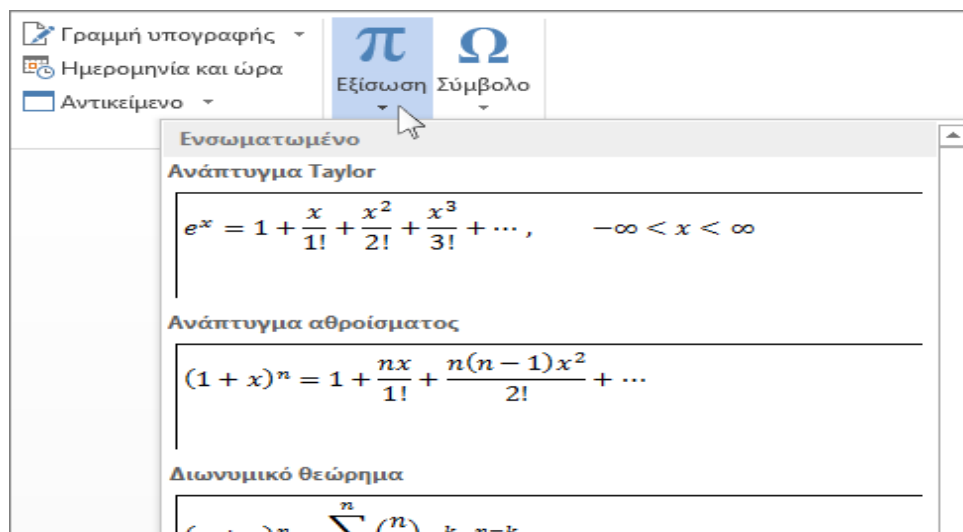 Γραμμή υπογραφής
Ημερομηνία και ώρα
Αντικείμενο
π
Εξίσωση
Ω
Σύμβολο
Ενσωματωμένο
Ανάπτυγμα Taylor
e^x = 1 + x/1! + x^2/2! + x^3/3! + ⋯ , −∞ < x < ∞
Ανάπτυγμα αθροίσματος
(1 + x)^n = 1 + nx/1! + n(n − 1)x^2/2! + ⋯
Διωνυμικό θεώρημα